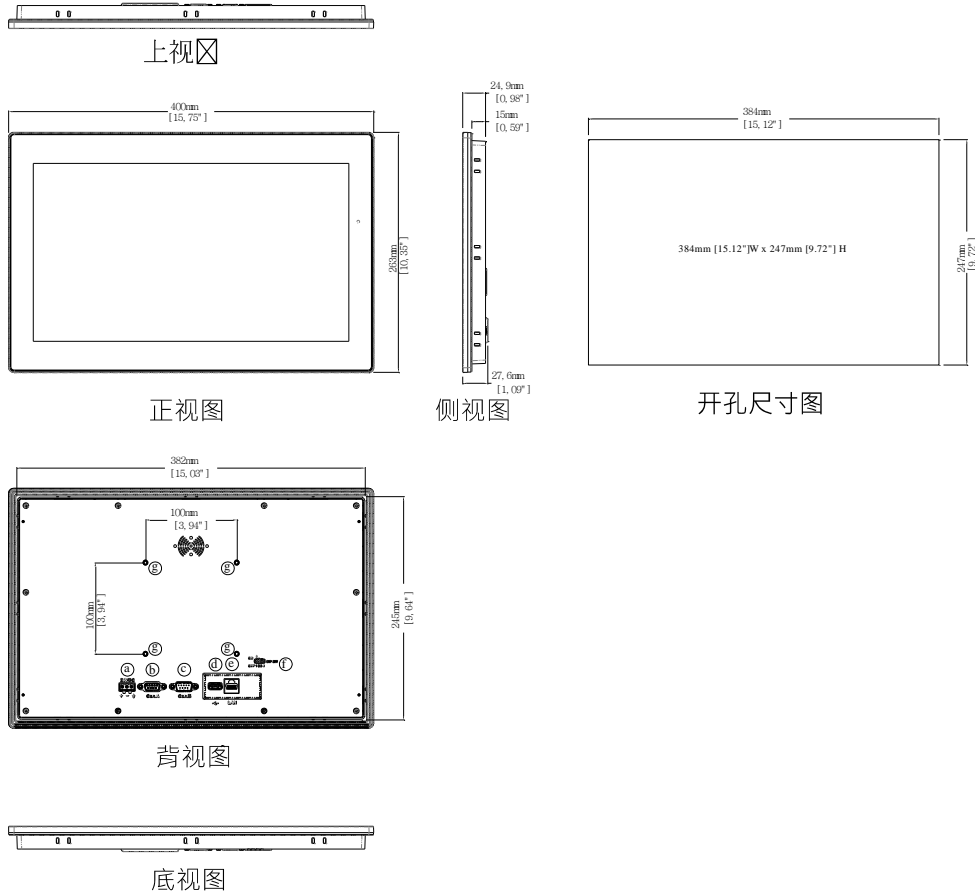 上视
400mm
[15,75"]
263mm
[10,35"]
正视图
24,9mm
[0,98"]
15mm
[0,59"]
27,6mm
[1,09"]
侧视图
384mm
[15,12"]
384mm [15.12"]W x 247mm [9.72"] H
247mm
[9,72"]
开孔尺寸图
382mm
[15,03"]
100mm
[3,94"]
g g
100mm
[3,94"]
245mm
[9,64"]
g g
a b c d e f
LAN
背视图
底视图